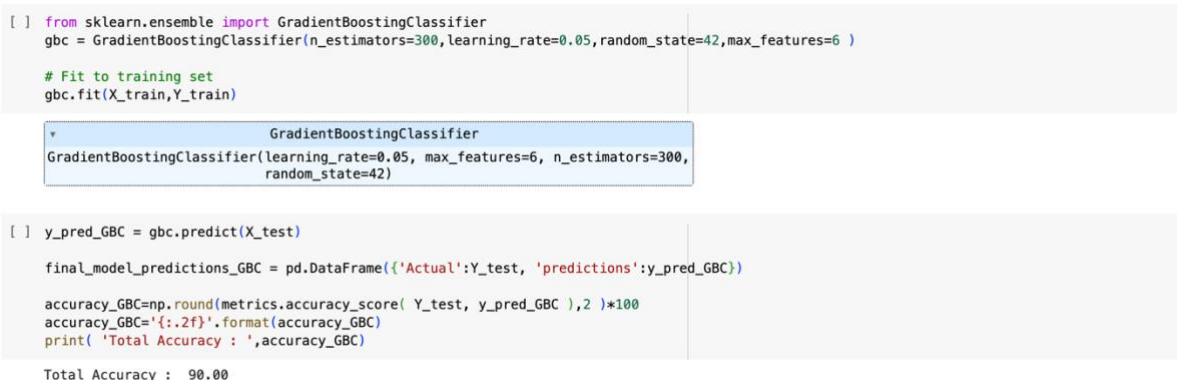 [ ] from sklearn.ensemble import GradientBoostingClassifier
gbc = GradientBoostingClassifier(n_estimators=300,learning_rate=0.05,random_state=42,max_features=6 )
# Fit to training set
gbc.fit(X_train,Y_train)
GradientBoostingClassifier
GradientBoostingClassifier(learning_rate=0.05, max_features=6, n_estimators=300,
random_state=42)
[ ] y_pred_GBC = gbc.predict(X_test)
final_model_predictions_GBC = pd.DataFrame({'Actual':Y_test, 'predictions':y_pred_GBC})
accuracy_GBC=np.round(metrics.accuracy_score( Y_test, y_pred_GBC ),2 )*100
accuracy_GBC='{:.2f}'.format(accuracy_GBC)
print( 'Total Accuracy : ',accuracy_GBC)
Total Accuracy :  90.00